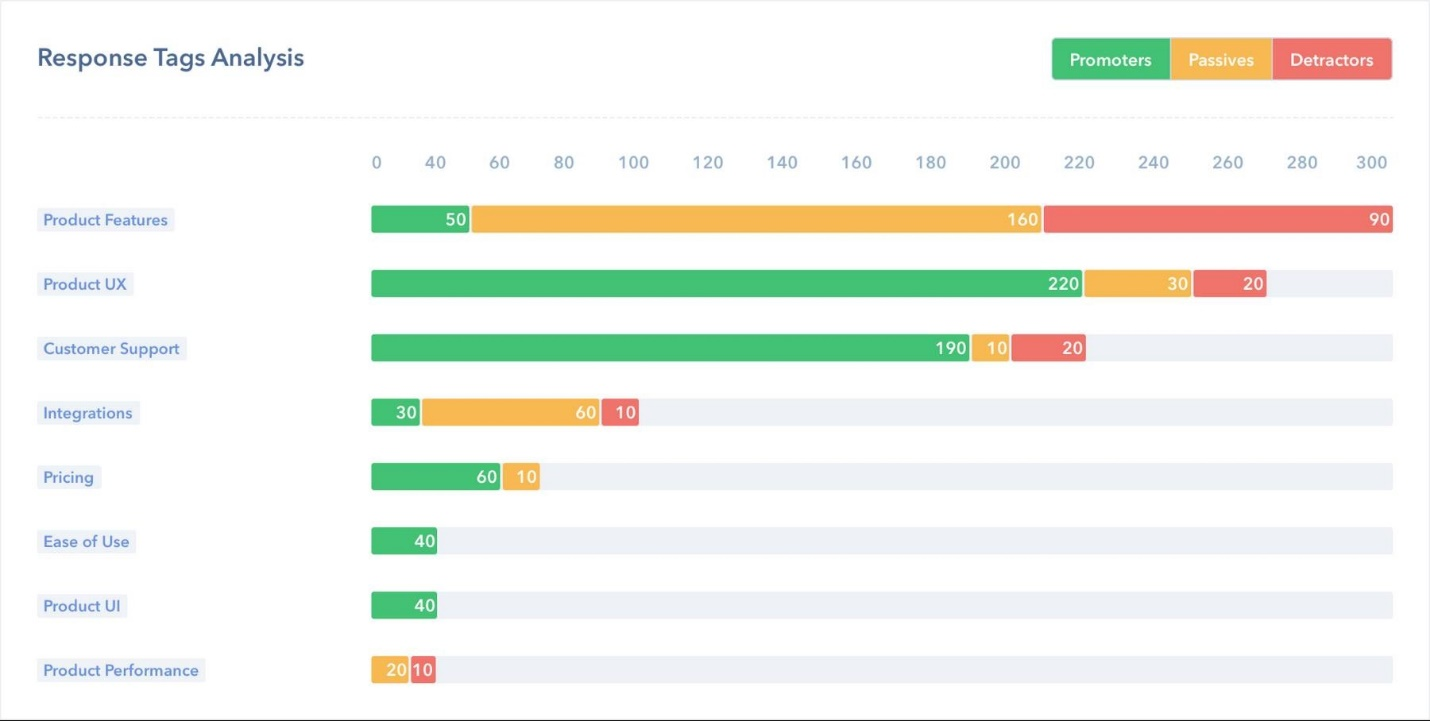 Response Tags Analysis
Promoters Passives Detractors
0 40 60 80 100 120 140 160 180 200 220 240 260 280 300
Product Features 50 160 90
Product UX 220 30 20
Customer Support 190 10 20
Integrations 30 60 10
Pricing 60 10
Ease of Use 40
Product UI 40
Product Performance 20 10